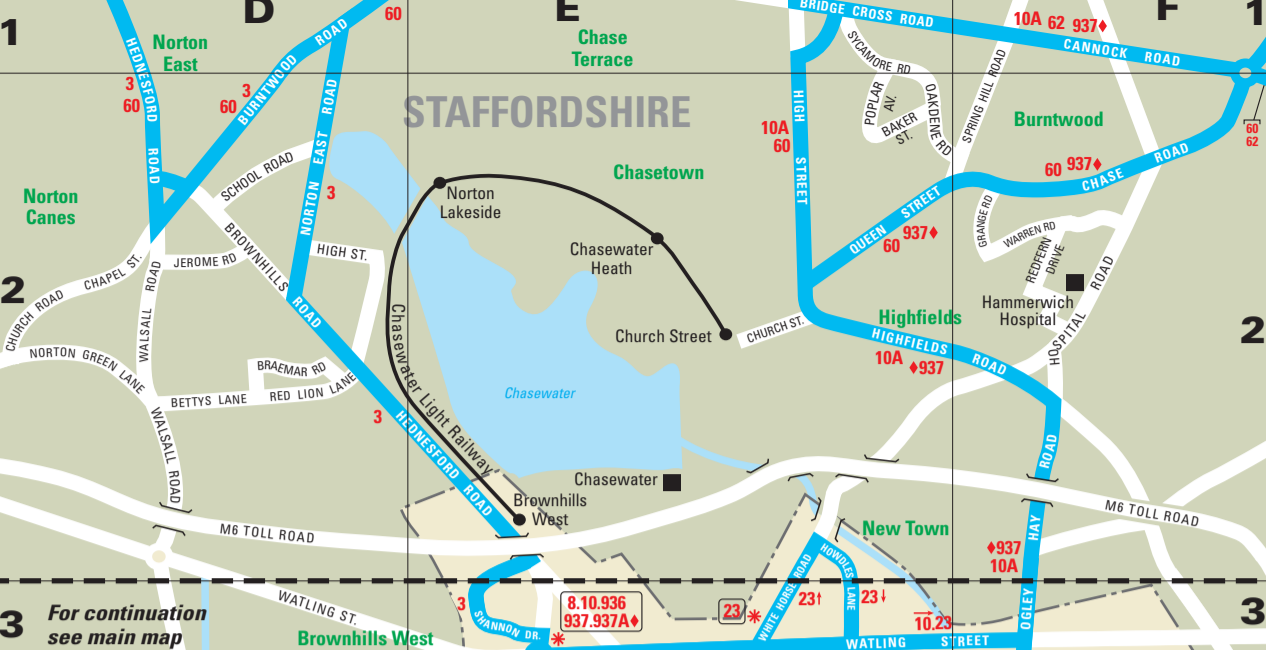 D
E
F
1
1
60
BRIDGE CROSS ROAD
10A 62 937♦
CANNOCK ROAD
HEDNESFORD ROAD
Norton
East
3
60
BURNTWOOD ROAD
3
60
Chase
Terrace
SYCAMORE RD
POPLAR
AV.
BAKER
ST.
OAKDENE RD
SPRING HILL ROAD
STAFFORDSHIRE
HIGH STREET
10A
60
Burntwood
60
62
60 937♦
CHASE ROAD
NORTON EAST ROAD
3
SCHOOL ROAD
Norton
Canes
Norton
Lakeside
Chasetown
Chasewater
Heath
QUEEN STREET
60 937♦
GRANGE RD
WARREN RD
REDFERN
DRIVE
BROWNHILLS ROAD
HIGH ST.
JEROME RD
CHAPEL ST.
CHURCH ROAD
WALSALL ROAD
2
2
Hammerwich
Hospital
HOSPITAL ROAD
Church Street
CHURCH ST.
Highfields
HIGHFIELDS ROAD
10A
♦937
NORTON GREEN LANE
BRAEMAR RD
BETTYS LANE
RED LION LANE
Chasewater Light Railway
Chasewater
3
HEDNESFORD ROAD
WALSALL ROAD
Chasewater
Brownhills
West
M6 TOLL ROAD
M6 TOLL ROAD
ROAD
HAY
New Town
♦937
10A
HOWDLES LANE
WHITE HORSE ROAD
23↑
23↓
3
3
For continuation
see main map
WATLING ST.
Brownhills West
3
SHANNON DR.
8.10.936
937.937A♦
✳
23
✳
→
10.23
OGLEY
WATLING STREET